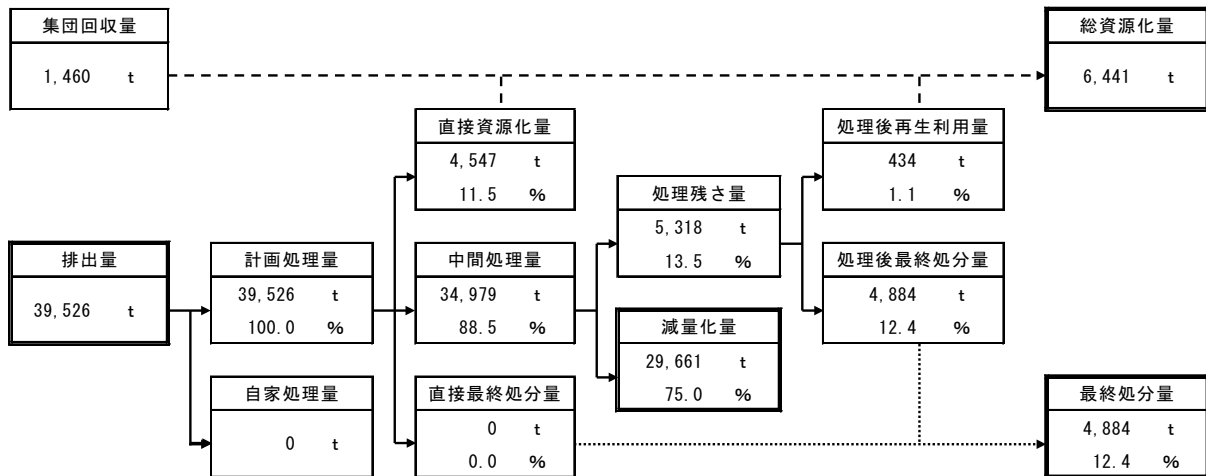 集団回収量
1,460 t
総資源化量
6,441 t
直接資源化量
4,547 t
11.5 %
処理後再生利用量
434 t
1.1 %
処理残さ量
5,318 t
13.5 %
排出量
39,526 t
計画処理量
39,526 t
100.0 %
中間処理量
34,979 t
88.5 %
処理後最終処分量
4,884 t
12.4 %
減量化量
29,661 t
75.0 %
自家処理量
0 t
直接最終処分量
0 t
0.0 %
最終処分量
4,884 t
12.4 %